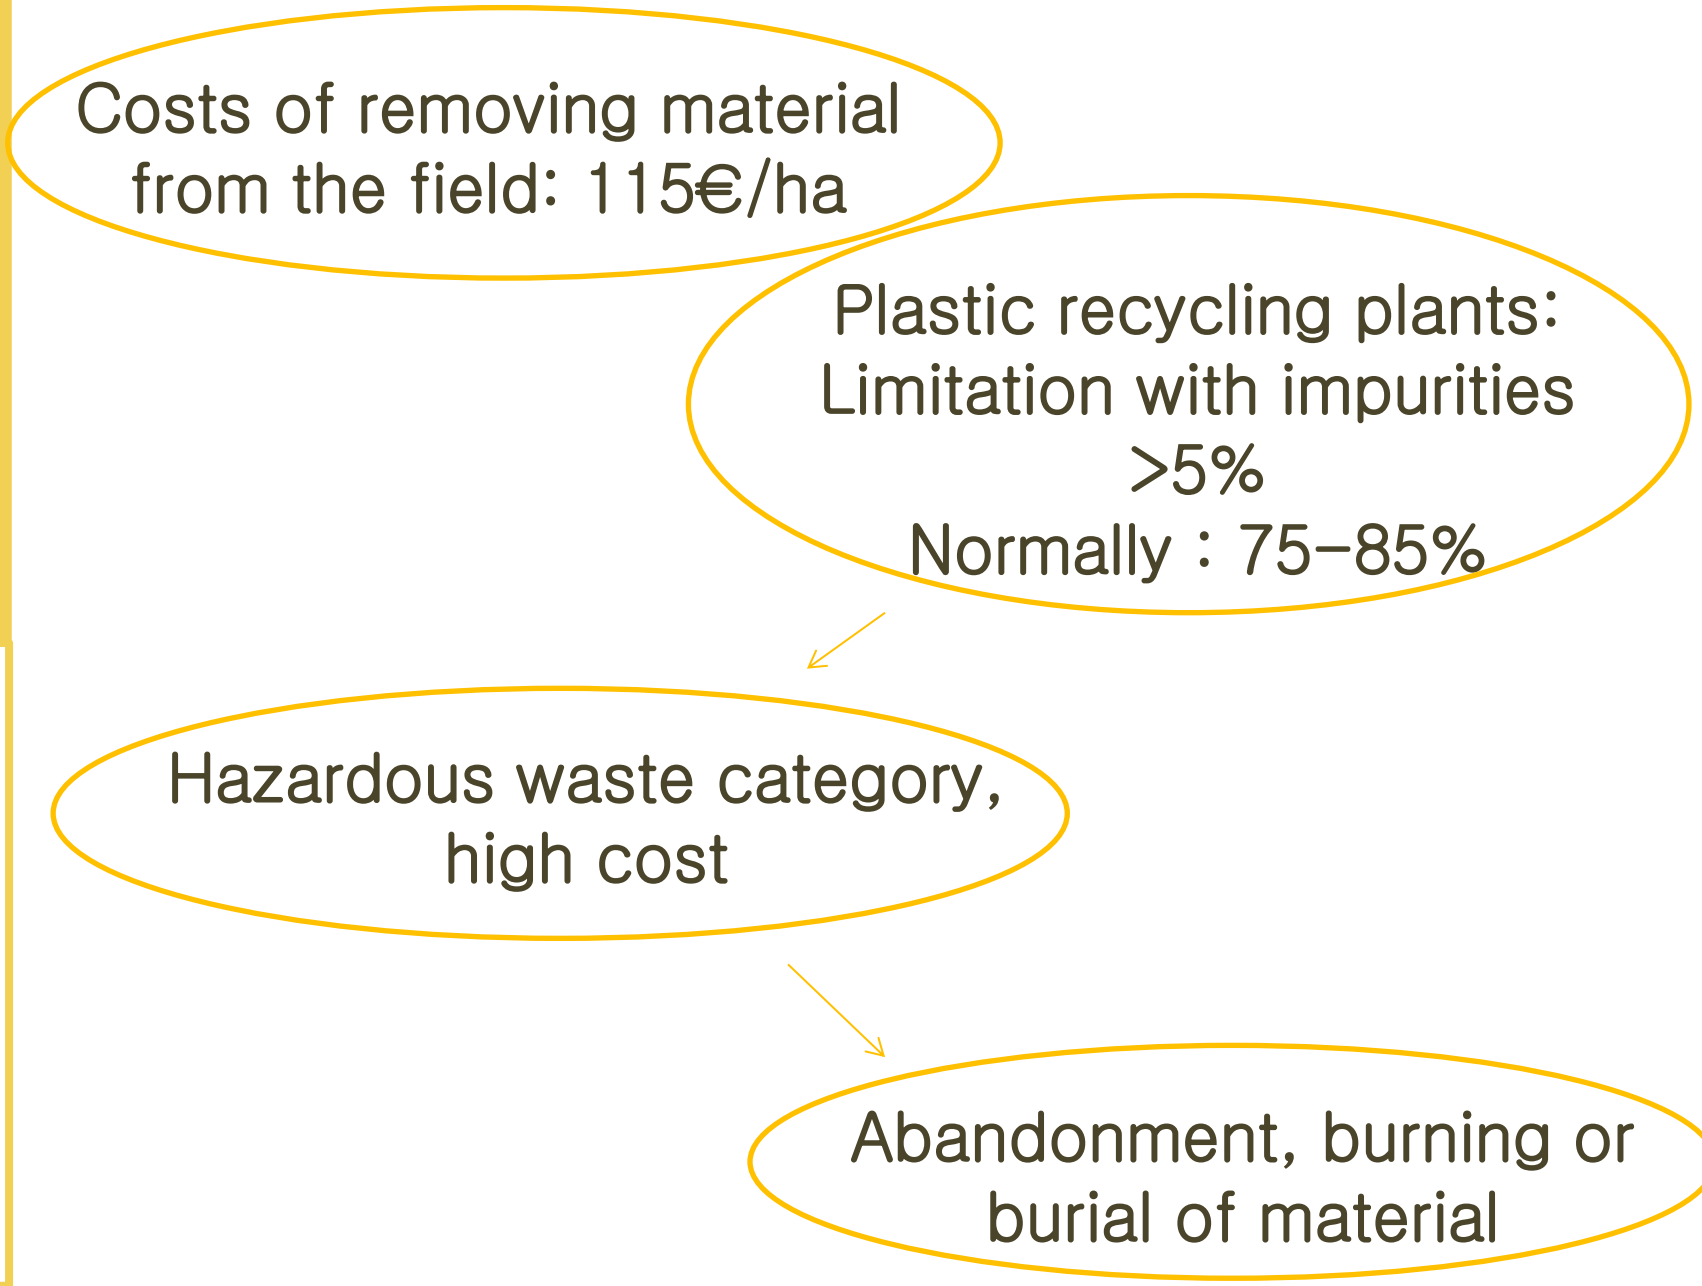 Costs of removing material
from the field: 115€/ha
Plastic recycling plants:
Limitation with impurities
>5%
Normally : 75-85%
Hazardous waste category,
high cost
Abandonment, burning or
burial of material